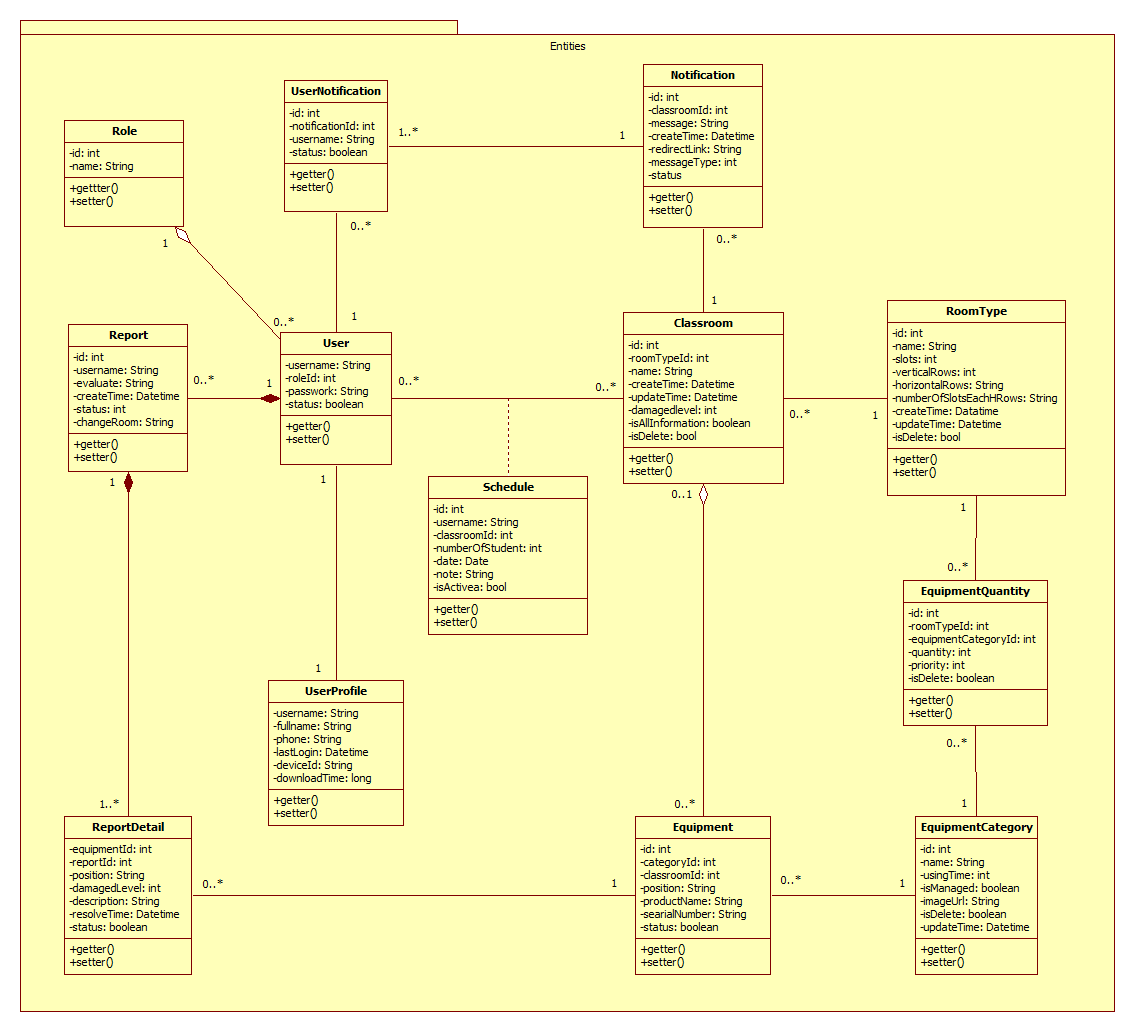 Entities
UserNotification
-id: int
-notificationId: int
-username: String
-status: boolean
+getter()
+setter()
Notification
-id: int
-classroomId: int
-message: String
-createTime: Datetime
-redirectLink: String
-messageType: int
-status
+getter()
+setter()
Role
-id: int
-name: String
+gettter()
+setter()
1..*
1
1
0..*
0..*
1
0..*
1
0..*
Report
-id: int
-username: String
-evaluate: String
-createTime: Datetime
-status: int
-changeRoom: String
+getter()
+setter()
0..*
1
User
-username: String
-roleId: int
-passwork: String
-status: boolean
+getter()
+setter()
0..*
0..*
Classroom
-id: int
-roomTypeId: int
-name: String
-createTime: Datetime
-updateTime: Datetime
-damagedlevel: int
-isAllInformation: boolean
-isDelete: bool
+getter()
+setter()
0..*
1
RoomType
-id: int
-name: String
-slots: int
-verticalRows: int
-horizontalRows: String
-numberOfSlotsEachHRows: String
-createTime: Datatime
-updateTime: Datetime
-isDelete: bool
+getter()
+setter()
1
1
0..1
1
Schedule
-id: int
-username: String
-classroomId: int
-numberOfStudent: int
-date: Date
-note: String
-isActivea: bool
+getter()
+setter()
0..*
EquipmentQuantity
-id: int
-roomTypeId: int
-equipmentCategoryId: int
-quantity: int
-priority: int
-isDelete: boolean
+getter()
+setter()
1
UserProfile
-username: String
-fullname: String
-phone: String
-lastLogin: Datetime
-deviceId: String
-downloadTime: long
+getter()
+setter()
0..*
1..*
0..*
1
ReportDetail
-equipmentId: int
-reportId: int
-position: String
-damagedLevel: int
-description: String
-resolveTime: Datetime
-status: boolean
+getter()
+setter()
0..*
1
Equipment
-id: int
-categoryId: int
-classroomId: int
-position: String
-productName: String
-searialNumber: String
-status: boolean
+getter()
+setter()
0..*
1
EquipmentCategory
-id: int
-name: String
-usingTime: int
-isManaged: boolean
-imageUrl: String
-isDelete: boolean
-updateTime: Datetime
+getter()
+setter()